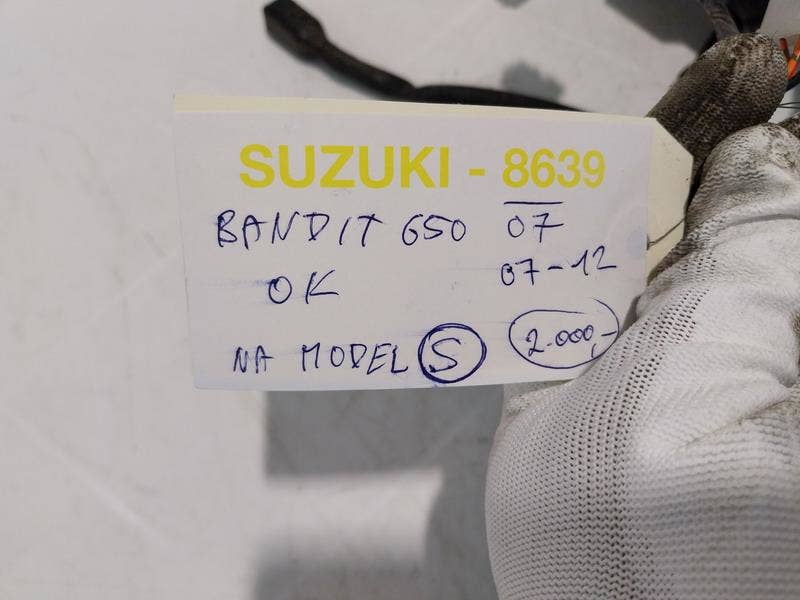 SUZUKI - 8639
BANDIT 650 07
OK 07-12
NA MODEL S 2.000,-